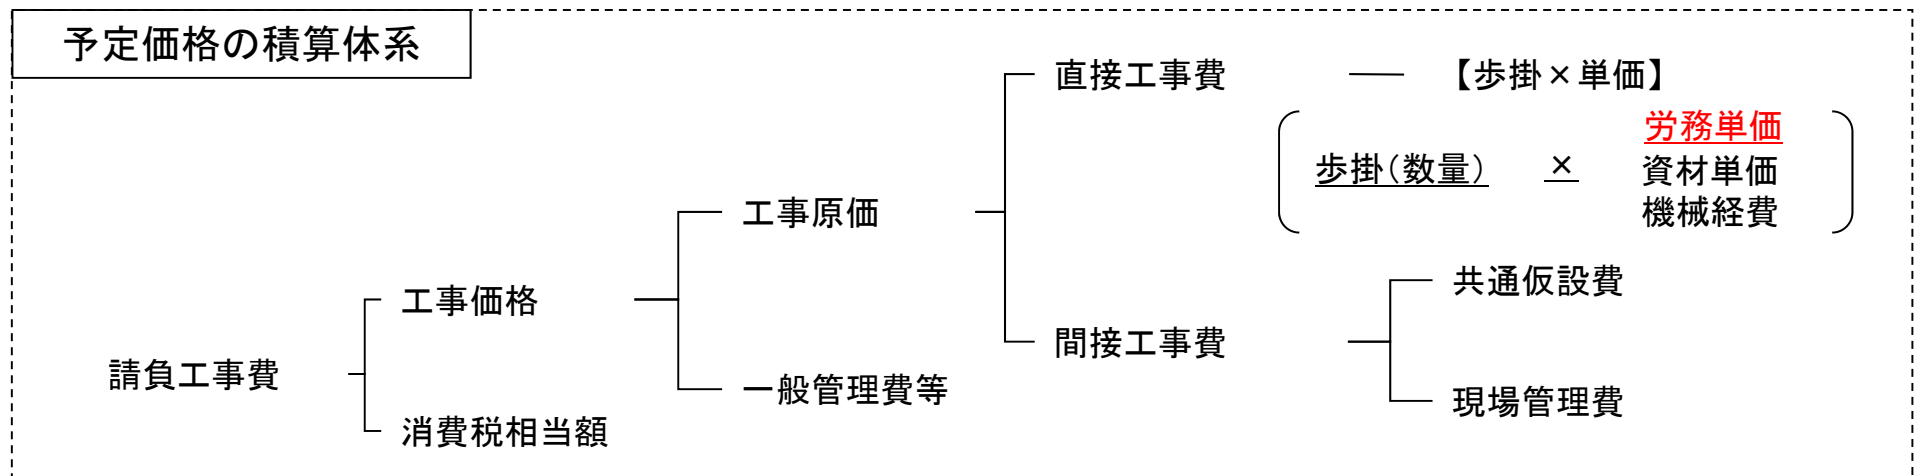 予定価格の積算体系
直接工事費
【歩掛×単価】
労務単価
歩掛(数量) × 資材単価
機械経費
工事原価
共通仮設費
工事価格
間接工事費
請負工事費
一般管理費等
現場管理費
消費税相当額